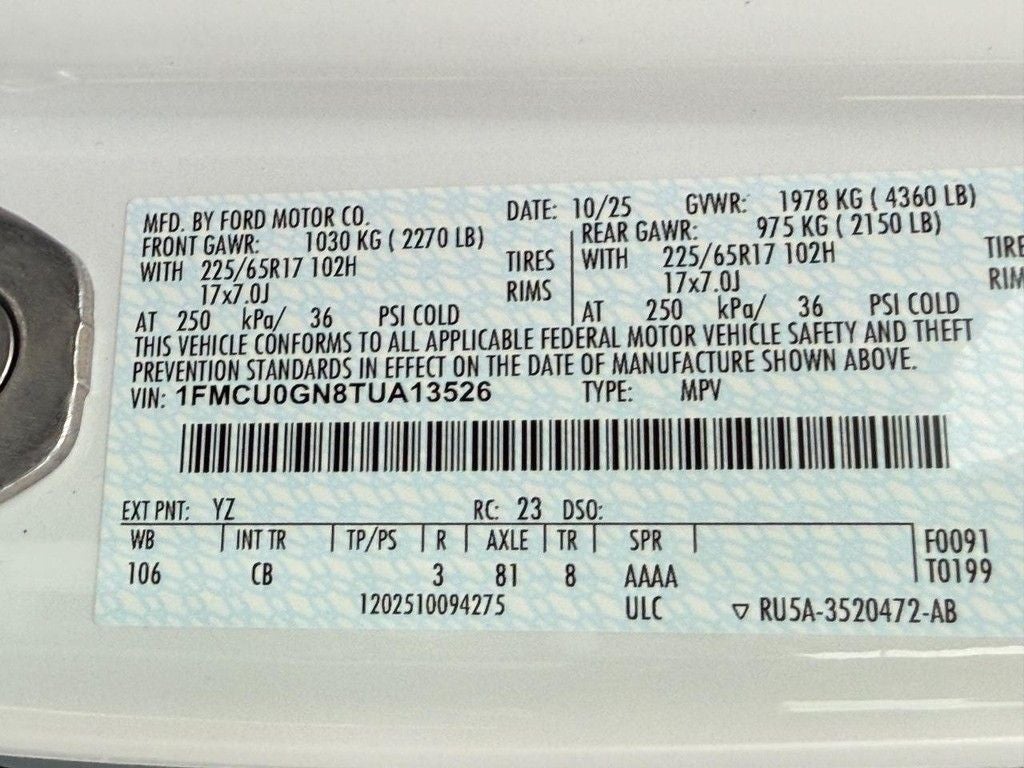 MFD. BY FORD MOTOR CO. DATE: 10/25 GVWR: 1978 KG ( 4360 LB)
FRONT GAWR: 1030 KG ( 2270 LB) REAR GAWR: 975 KG ( 2150 LB)
WITH 225/65R17 102H TIRES WITH 225/65R17 102H TIRE
17x7.0J RIMS 17x7.0J RIM
AT 250 kPa/ 36 PSI COLD AT 250 kPa/ 36 PSI COLD
THIS VEHICLE CONFORMS TO ALL APPLICABLE FEDERAL MOTOR VEHICLE SAFETY AND THEFT
PREVENTION STANDARDS IN EFFECT ON THE DATE OF MANUFACTURE SHOWN ABOVE.
VIN: 1FMCU0GN8TUA13526 TYPE: MPV
EXT PNT: YZ RC: 23 DSO:
WB INT TR TP/PS R AXLE TR SPR F0091
106 CB 3 81 8 AAAA T0199
1202510094275 ULC ▽ RU5A-3520472-AB